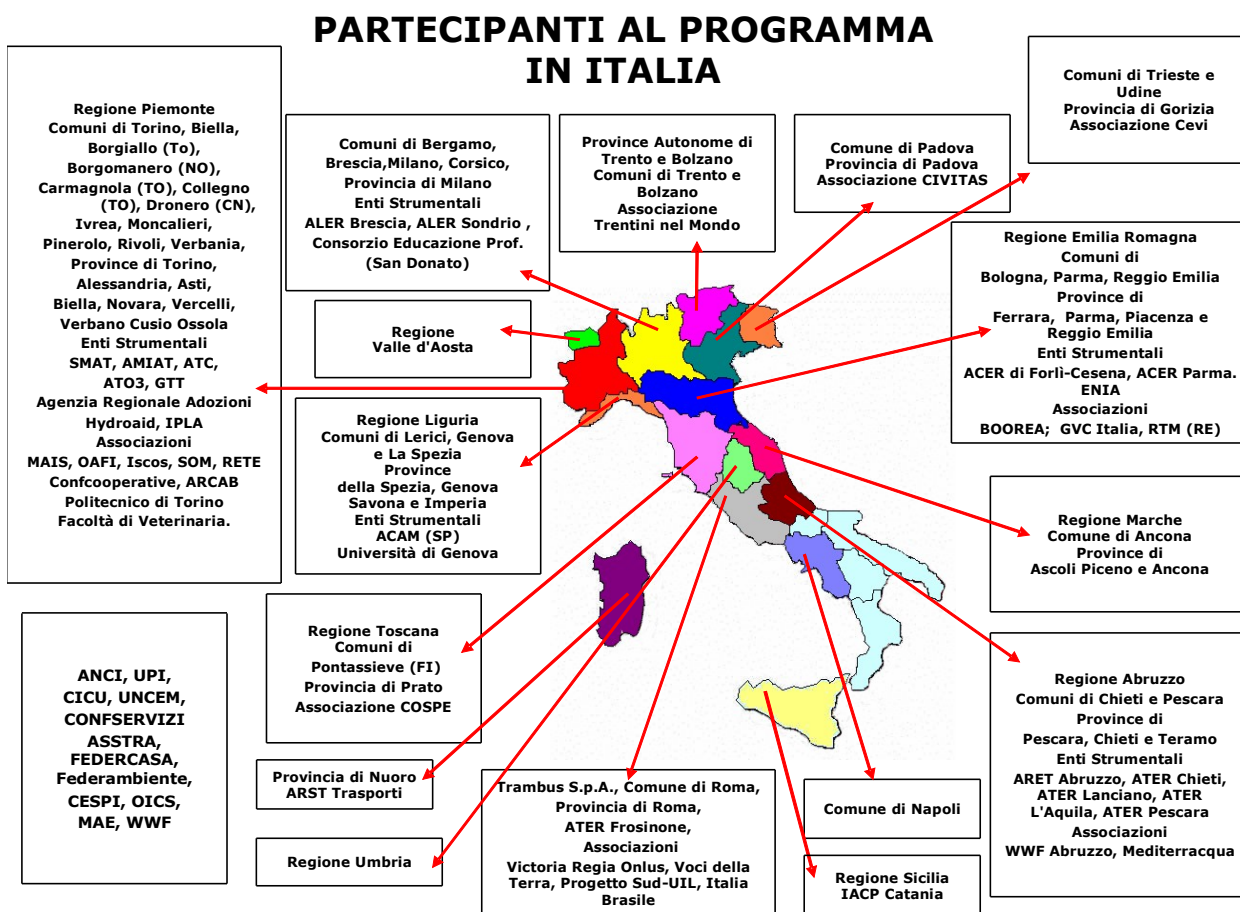 PARTECIPANTI AL PROGRAMMA
IN ITALIA
Regione Piemonte
Comuni di Torino, Biella,
Borgiallo (To),
Borgomanero (NO),
Carmagnola (TO), Collegno
(TO), Dronero (CN),
Ivrea, Moncalieri,
Pinerolo, Rivoli, Verbania,
Province di Torino,
Alessandria, Asti,
Biella, Novara, Vercelli,
Verbano Cusio Ossola
Enti Strumentali
SMAT, AMIAT, ATC,
ATO3, GTT
Agenzia Regionale Adozioni
Hydroaid, IPLA
Associazioni
MAIS, OAFI, Iscos, SOM, RETE
Confcooperative, ARCAB
Politecnico di Torino
Facoltà di Veterinaria.
Comuni di Bergamo,
Brescia,Milano, Corsico,
Provincia di Milano
Enti Strumentali
ALER Brescia, ALER Sondrio ,
Consorzio Educazione Prof.
(San Donato)
Province Autonome di
Trento e Bolzano
Comuni di Trento e
Bolzano
Associazione
Trentini nel Mondo
Comune di Padova
Provincia di Padova
Associazione CIVITAS
Comuni di Trieste e
Udine
Provincia di Gorizia
Associazione Cevi
Regione
Valle d'Aosta
Regione Emilia Romagna
Comuni di
Bologna, Parma, Reggio Emilia
Province di
Ferrara, Parma, Piacenza e
Reggio Emilia
Enti Strumentali
ACER di Forlì-Cesena, ACER Parma.
ENIA
Associazioni
BOOREA; GVC Italia, RTM (RE)
Regione Liguria
Comuni di Lerici, Genova
e La Spezia
Province
della Spezia, Genova
Savona e Imperia
Enti Strumentali
ACAM (SP)
Università di Genova
Regione Marche
Comune di Ancona
Province di
Ascoli Piceno e Ancona
Regione Toscana
Comuni di
Pontassieve (FI)
Provincia di Prato
Associazione COSPE
ANCI, UPI,
CICU, UNCEM,
CONFSERVIZI
ASSTRA,
FEDERCASA,
Federambiente,
CESPI, OICS,
MAE, WWF
Provincia di Nuoro
ARST Trasporti
Regione Umbria
Trambus S.p.A., Comune di Roma,
Provincia di Roma,
ATER Frosinone,
Associazioni
Victoria Regia Onlus, Voci della
Terra, Progetto Sud-UIL, Italia
Brasile
Comune di Napoli
Regione Sicilia
IACP Catania
Regione Abruzzo
Comuni di Chieti e Pescara
Province di
Pescara, Chieti e Teramo
Enti Strumentali
ARET Abruzzo, ATER Chieti,
ATER Lanciano, ATER
L'Aquila, ATER Pescara
Associazioni
WWF Abruzzo, Mediterracqua